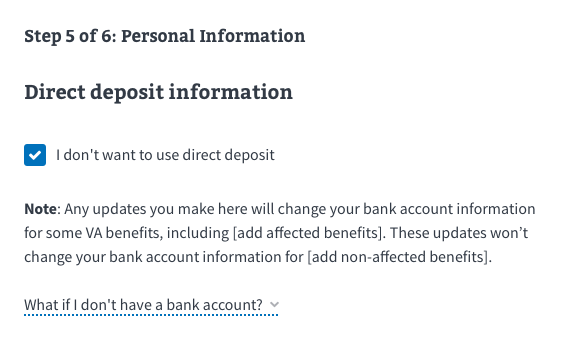 Step 5 of 6: Personal Information
Direct deposit information
I don't want to use direct deposit
Note: Any updates you make here will change your bank account information
for some VA benefits, including [add affected benefits]. These updates won’t
change your bank account information for [add non-affected benefits].
What if I don't have a bank account?